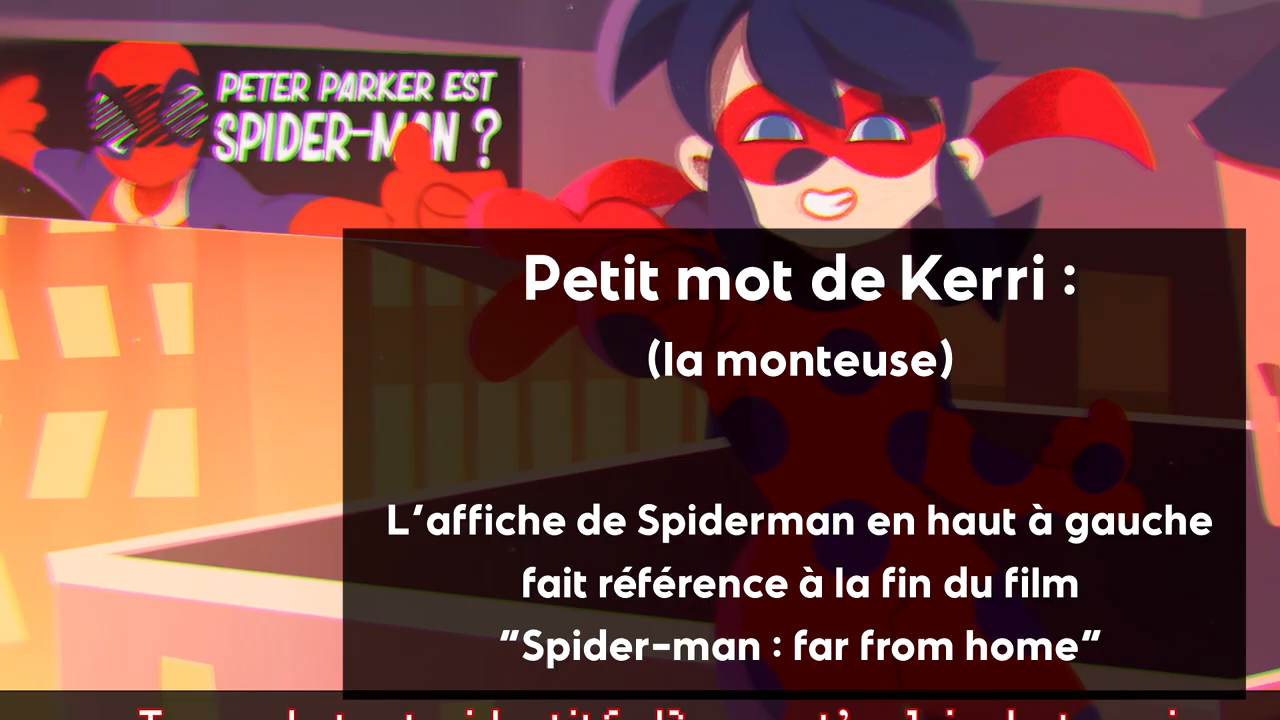 PETER PARKER EST
SPIDER-MAN ?
Petit mot de Kerri :
(la monteuse)
L'affiche de Spiderman en haut à gauche
fait référence à la fin du film
"Spider-man : far from home"